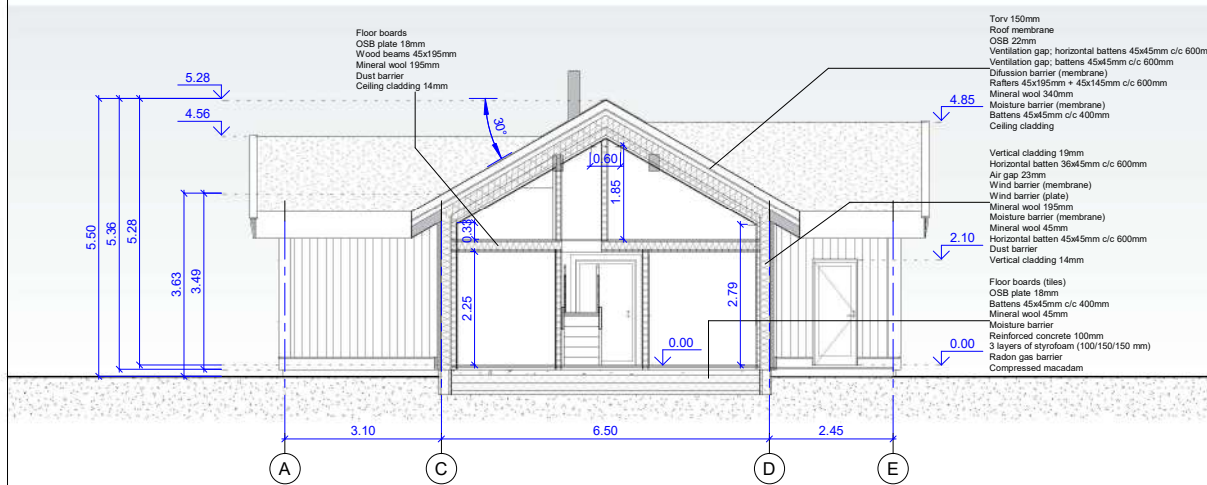 Floor boards
OSB plate 18mm
Wood beams 45x195mm
Mineral wool 195mm
Dust barrier
Ceiling cladding 14mm
Torv 150mm
Roof membrane
OSB 22mm
Ventilation gap; horizontal battens 45x45mm c/c 600mm
Ventilation gap; battens 45x45mm c/c 600mm
Difussion barrier (membrane)
Rafters 45x195mm + 45x145mm c/c 600mm
Mineral wool 340mm
Moisture barrier (membrane)
Battens 45x45mm c/c 400mm
Ceiling cladding
Vertical cladding 19mm
Horizontal batten 36x45mm c/c 600mm
Air gap 23mm
Wind barrier (membrane)
Wind barrier (plate)
Mineral wool 195mm
Moisture barrier (membrane)
Mineral wool 45mm
Horizontal batten 45x45mm c/c 600mm
Dust barrier
Vertical cladding 14mm
Floor boards (tiles)
OSB plate 18mm
Battens 45x45mm c/c 400mm
Mineral wool 45mm
Moisture barrier
Reinforced concrete 100mm
3 layers of styrofoam (100/150/150 mm)
Radon gas barrier
Compressed macadam
5.28
4.56
4.85
2.10
0.00
30°
0.60
1.85
0.33
2.25
2.79
0.00
5.50
5.36
5.28
3.63
3.49
3.10
6.50
2.45
A
C
D
E